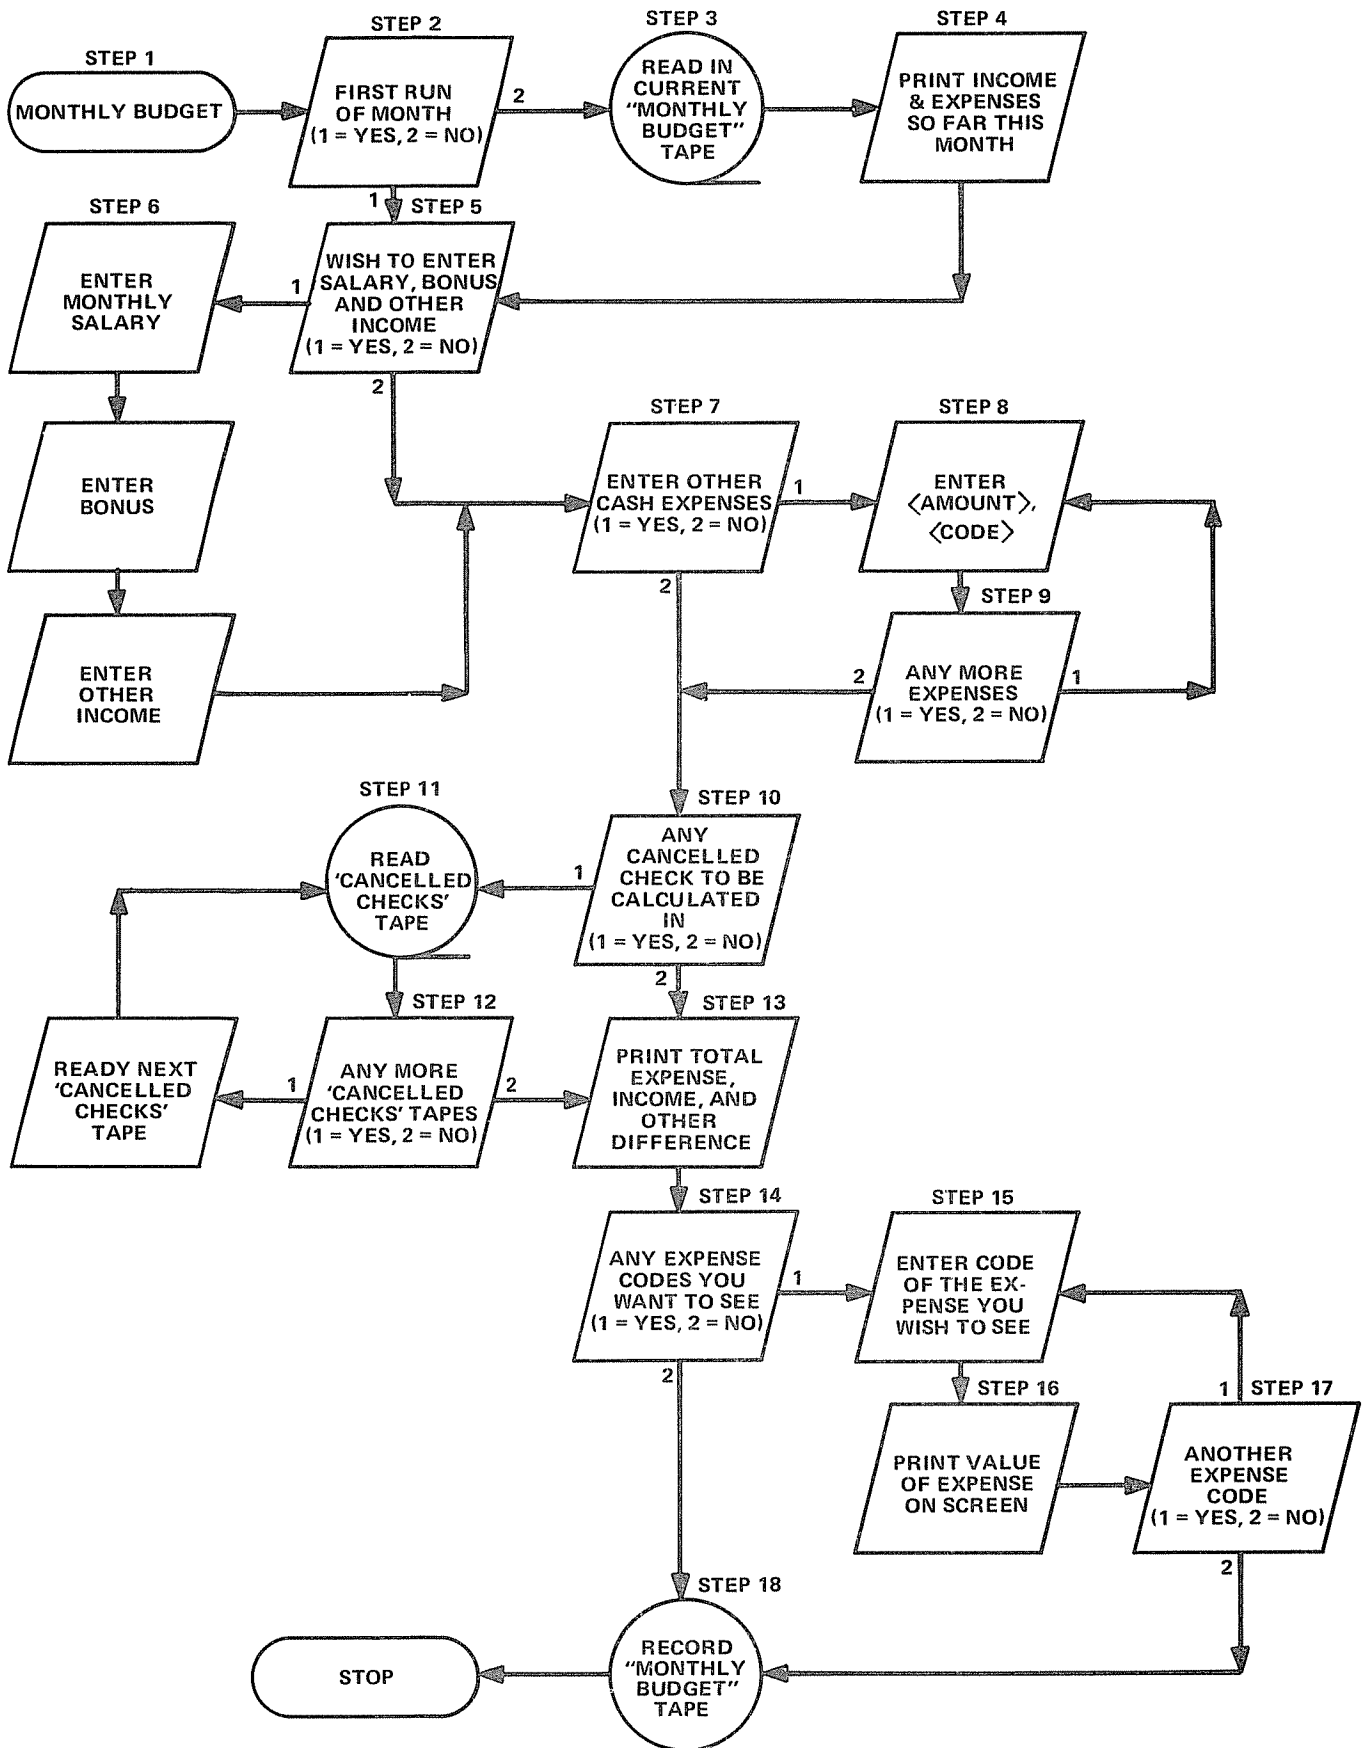 STEP 1
MONTHLY BUDGET
STEP 2
FIRST RUN
OF MONTH
(1 = YES, 2 = NO)
2
1
STEP 3
READ IN
CURRENT
"MONTHLY
BUDGET"
TAPE
STEP 4
PRINT INCOME
& EXPENSES
SO FAR THIS
MONTH
STEP 5
WISH TO ENTER
SALARY, BONUS
AND OTHER
INCOME
(1 = YES, 2 = NO)
1
2
STEP 6
ENTER
MONTHLY
SALARY
ENTER
BONUS
ENTER
OTHER
INCOME
STEP 7
ENTER OTHER
CASH EXPENSES
(1 = YES, 2 = NO)
1
2
STEP 8
ENTER
<AMOUNT>,
<CODE>
STEP 9
ANY MORE
EXPENSES
(1 = YES, 2 = NO)
2
1
STEP 10
ANY
CANCELLED
CHECK TO BE
CALCULATED
IN
(1 = YES, 2 = NO)
1
2
STEP 11
READ
'CANCELLED
CHECKS'
TAPE
STEP 12
ANY MORE
'CANCELLED
CHECKS' TAPES
(1 = YES, 2 = NO)
1
2
READY NEXT
'CANCELLED
CHECKS'
TAPE
STEP 13
PRINT TOTAL
EXPENSE,
INCOME, AND
OTHER
DIFFERENCE
STEP 14
ANY EXPENSE
CODES YOU
WANT TO SEE
(1 = YES, 2 = NO)
1
2
STEP 15
ENTER CODE
OF THE EX-
PENSE YOU
WISH TO SEE
STEP 16
PRINT VALUE
OF EXPENSE
ON SCREEN
1
STEP 17
ANOTHER
EXPENSE
CODE
(1 = YES, 2 = NO)
2
STEP 18
RECORD
"MONTHLY
BUDGET"
TAPE
STOP